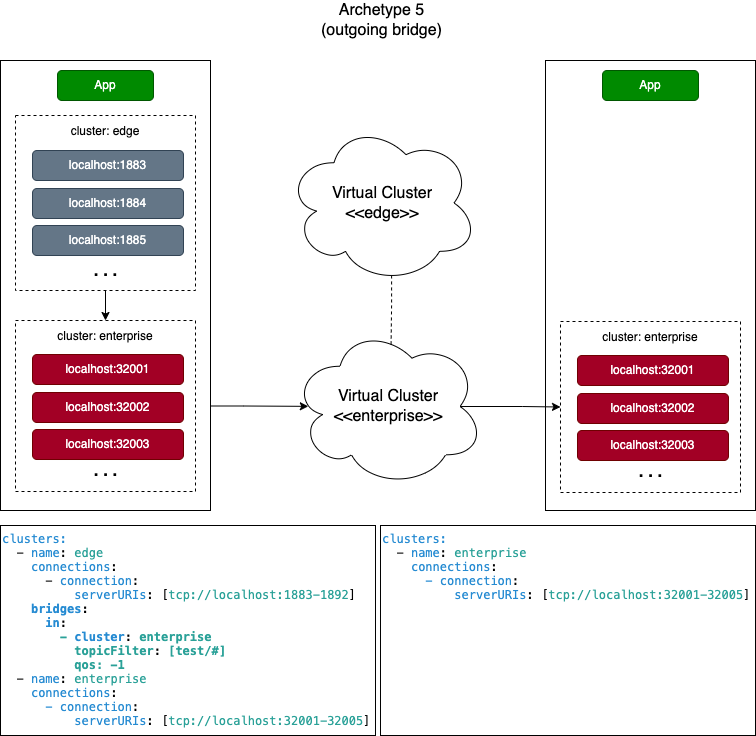 Archetype 5
(outgoing bridge)
App
cluster: edge
localhost:1883
localhost:1884
localhost:1885
...
cluster: enterprise
localhost:32001
localhost:32002
localhost:32003
...
Virtual Cluster
<<edge>>
Virtual Cluster
<<enterprise>>
App
cluster: enterprise
localhost:32001
localhost:32002
localhost:32003
...
clusters:
  - name: edge
    connections:
      - connection:
          serverURIs: [tcp://localhost:1883-1892]
    bridges:
      in:
        - cluster: enterprise
          topicFilter: [test/#]
          qos: -1
  - name: enterprise
    connections:
      - connection:
          serverURIs: [tcp://localhost:32001-32005]
clusters:
  - name: enterprise
    connections:
      - connection:
          serverURIs: [tcp://localhost:32001-32005]